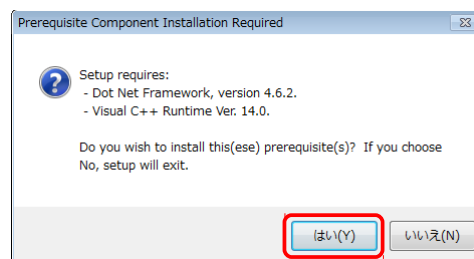 Prerequisite Component Installation Required
Setup requires:
- Dot Net Framework, version 4.6.2.
- Visual C++ Runtime Ver. 14.0.
Do you wish to install this(ese) prerequisite(s)? If you choose
No, setup will exit.
はい(Y)
いいえ(N)